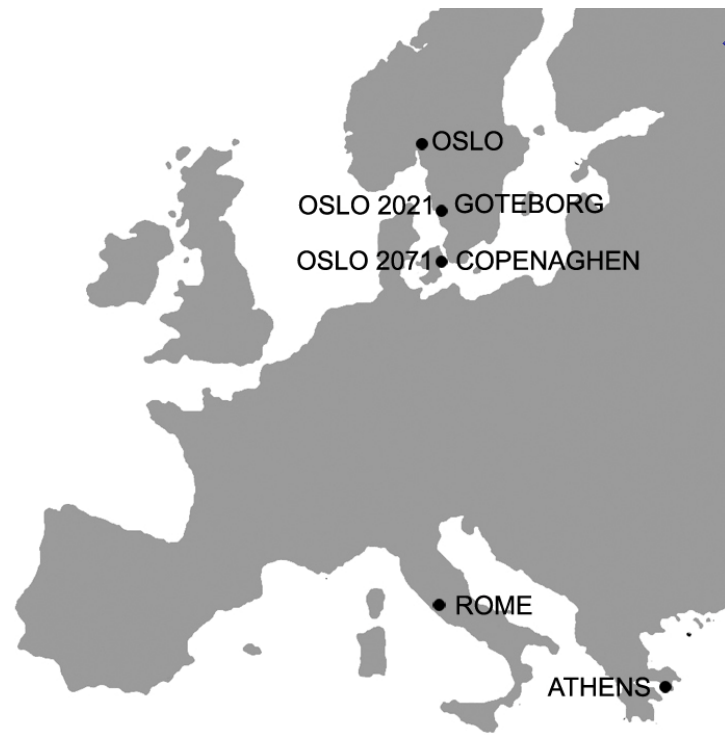 OSLO
OSLO 2021 GOTEBORG
OSLO 2071 COPENAGHEN
ROME
ATHENS